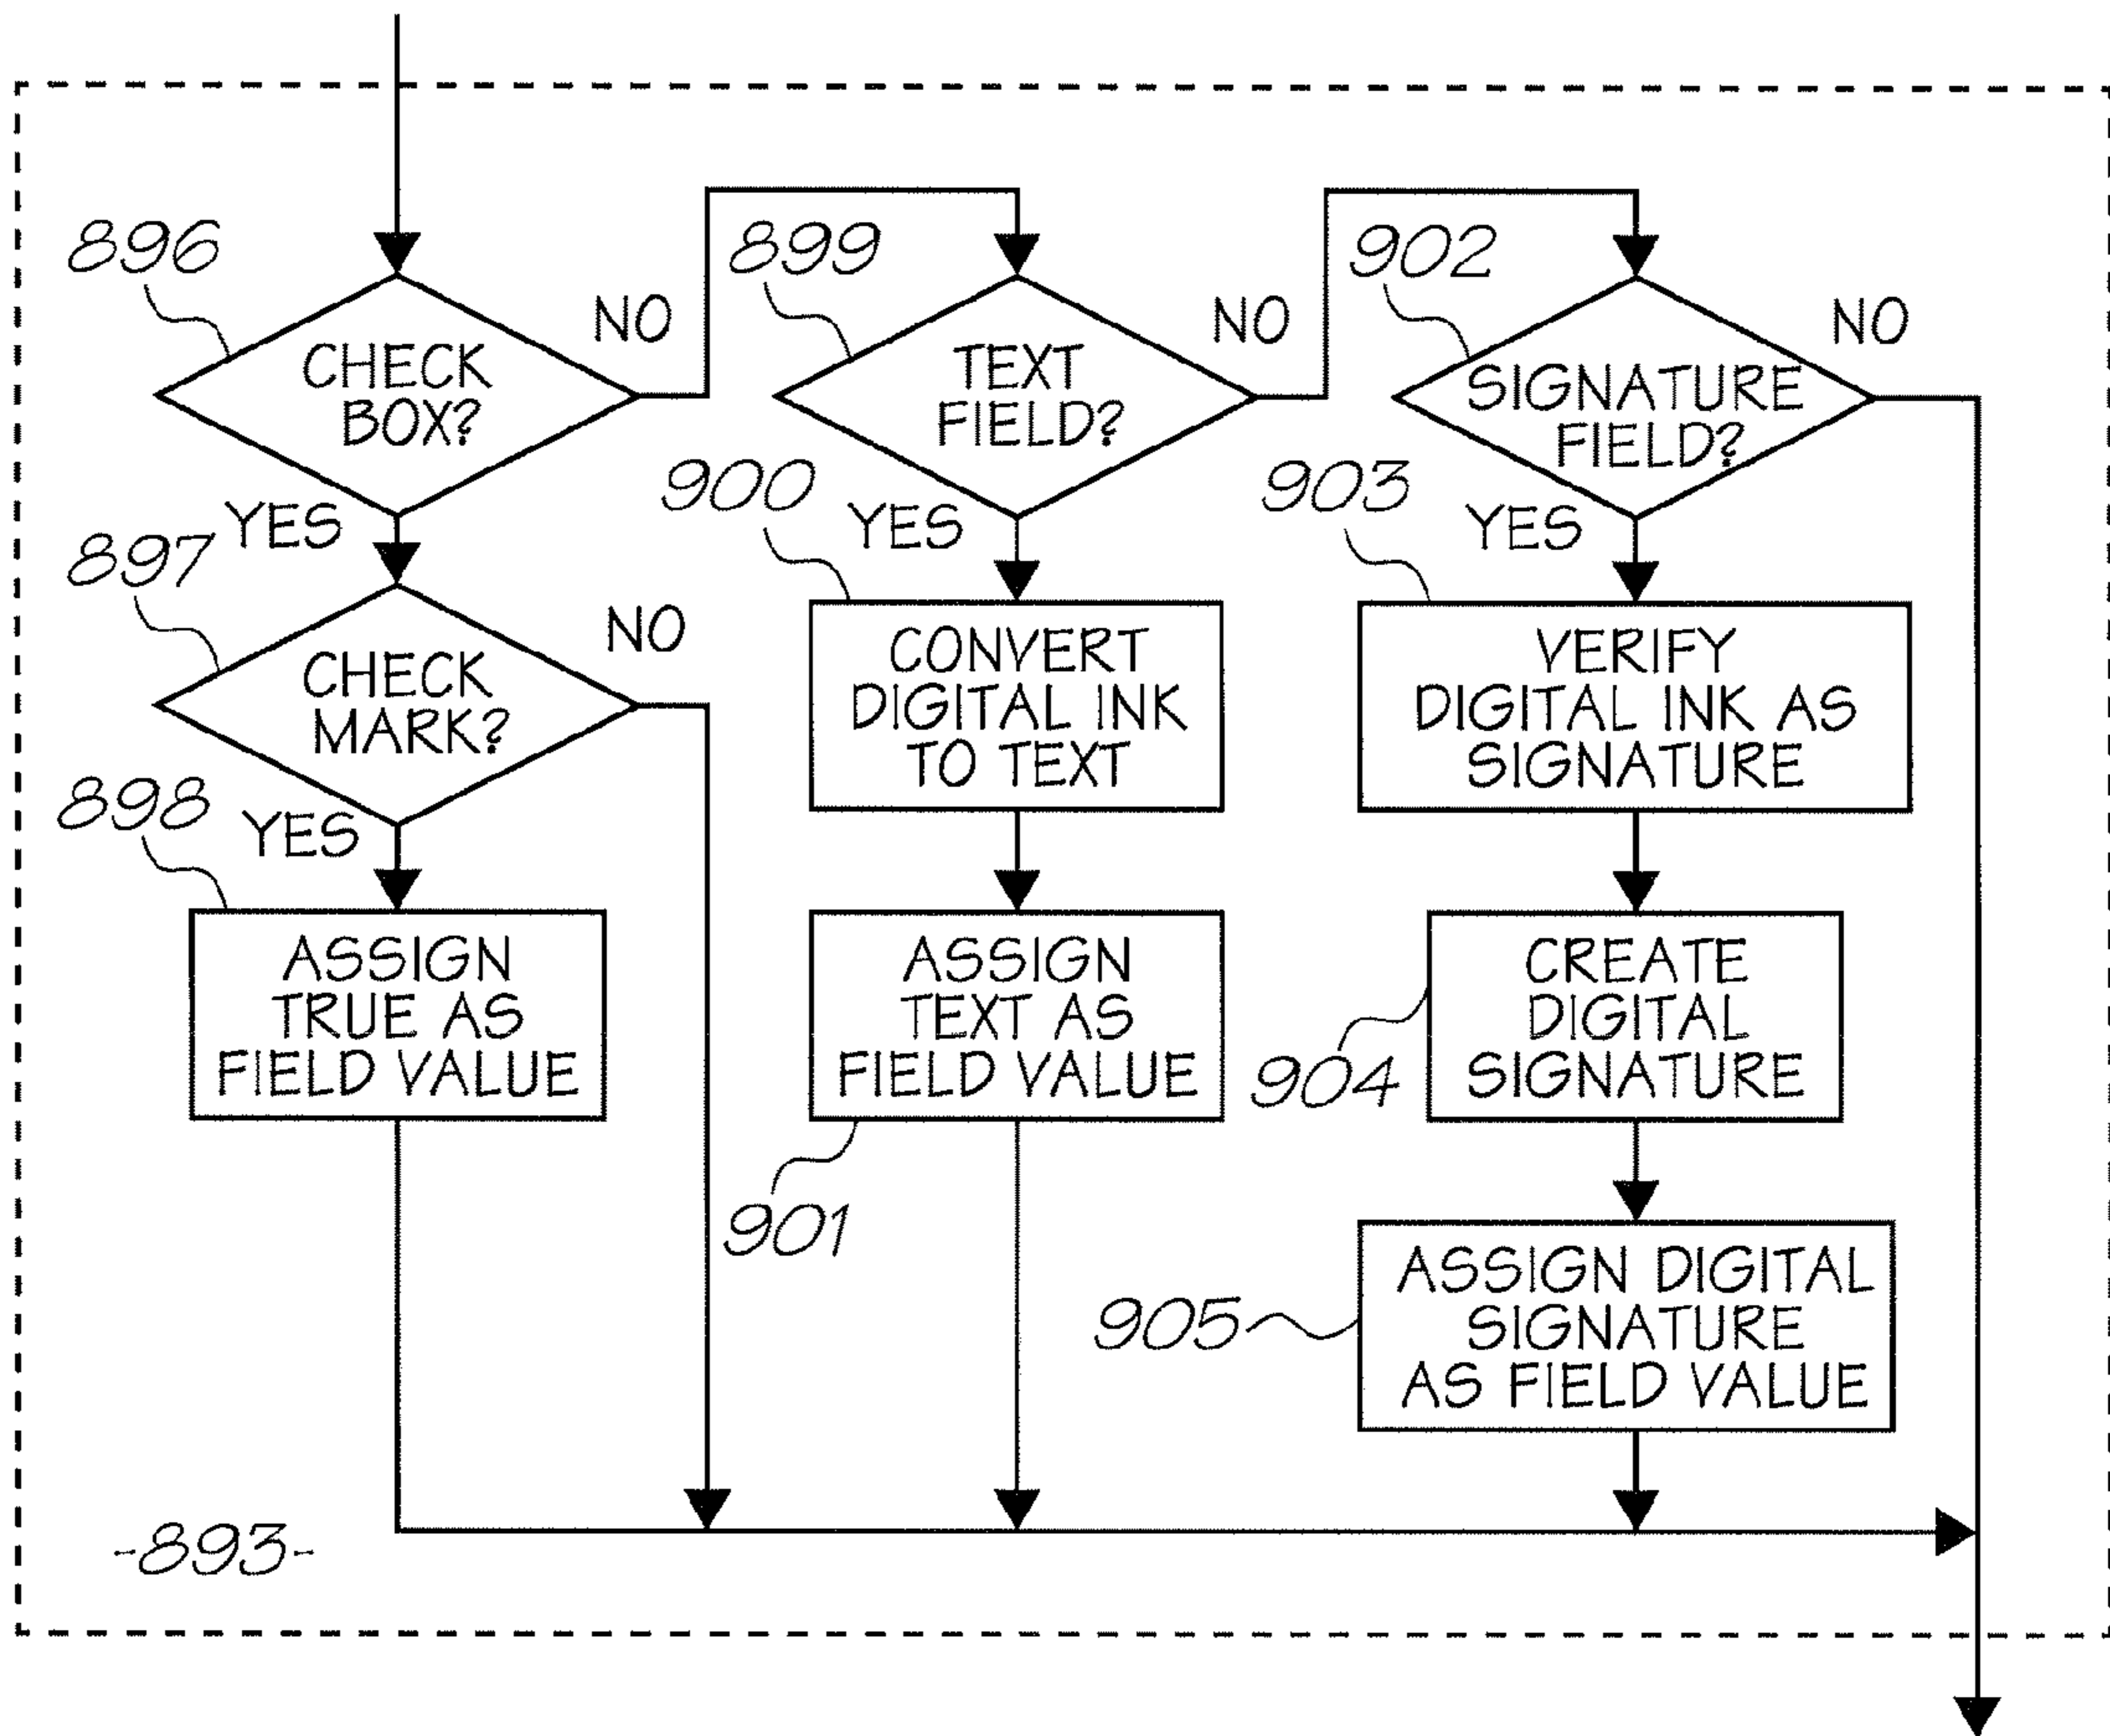 896
CHECK
BOX?
NO
YES
897
CHECK
MARK?
NO
YES
898
ASSIGN
TRUE AS
FIELD VALUE
899
TEXT
FIELD?
NO
YES
900
CONVERT
DIGITAL INK
TO TEXT
ASSIGN
TEXT AS
FIELD VALUE
901
902
SIGNATURE
FIELD?
NO
YES
903
VERIFY
DIGITAL INK AS
SIGNATURE
CREATE
DIGITAL
SIGNATURE
904
ASSIGN DIGITAL
SIGNATURE
AS FIELD VALUE
905
-893-